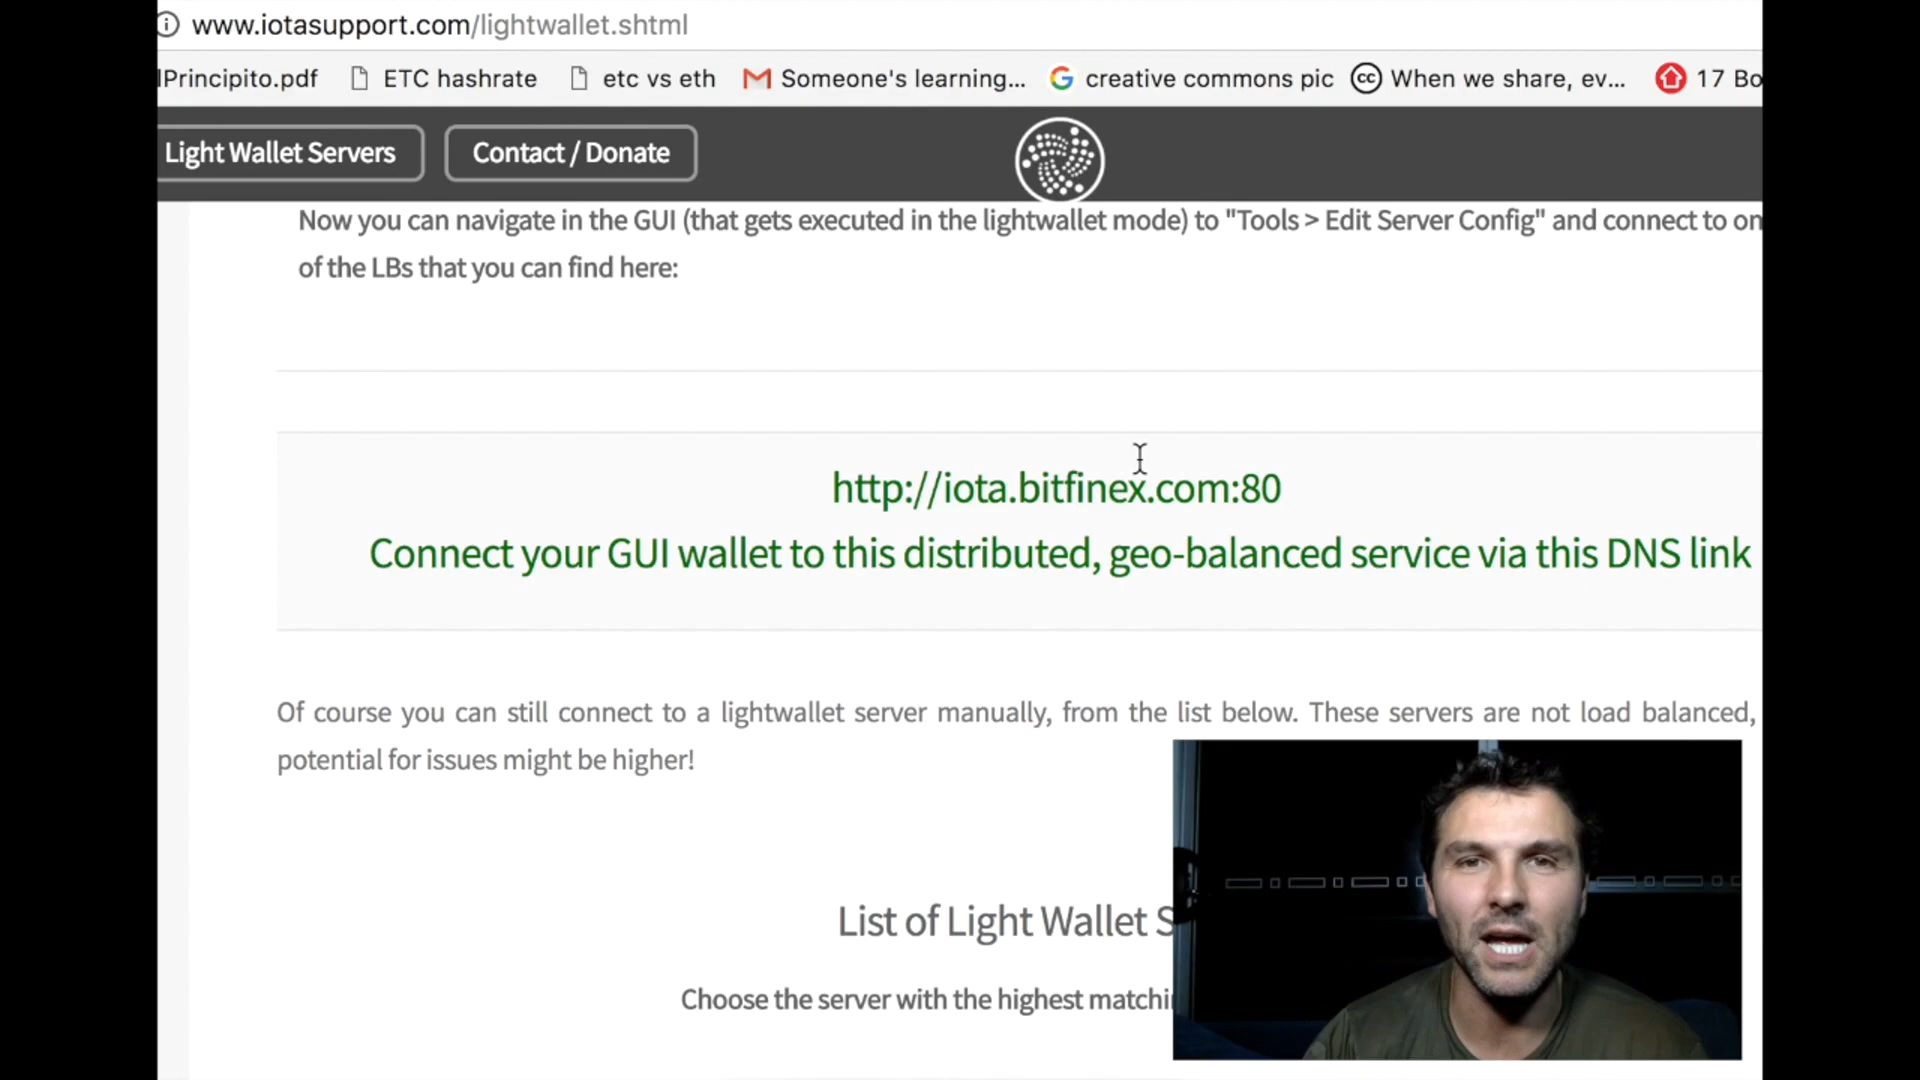 www.iotasupport.com/lightwallet.shtml
lPrincipito.pdf ETC hashrate etc vs eth Someone's learning... creative commons pic When we share, ev... 17 Bo
Light Wallet Servers Contact / Donate
Now you can navigate in the GUI (that gets executed in the lightwallet mode) to "Tools > Edit Server Config" and connect to on
of the LBs that you can find here:
http://iota.bitfinex.com:80
Connect your GUI wallet to this distributed, geo-balanced service via this DNS link
Of course you can still connect to a lightwallet server manually, from the list below. These servers are not load balanced,
potential for issues might be higher!
List of Light Wallet S
Choose the server with the highest matchi